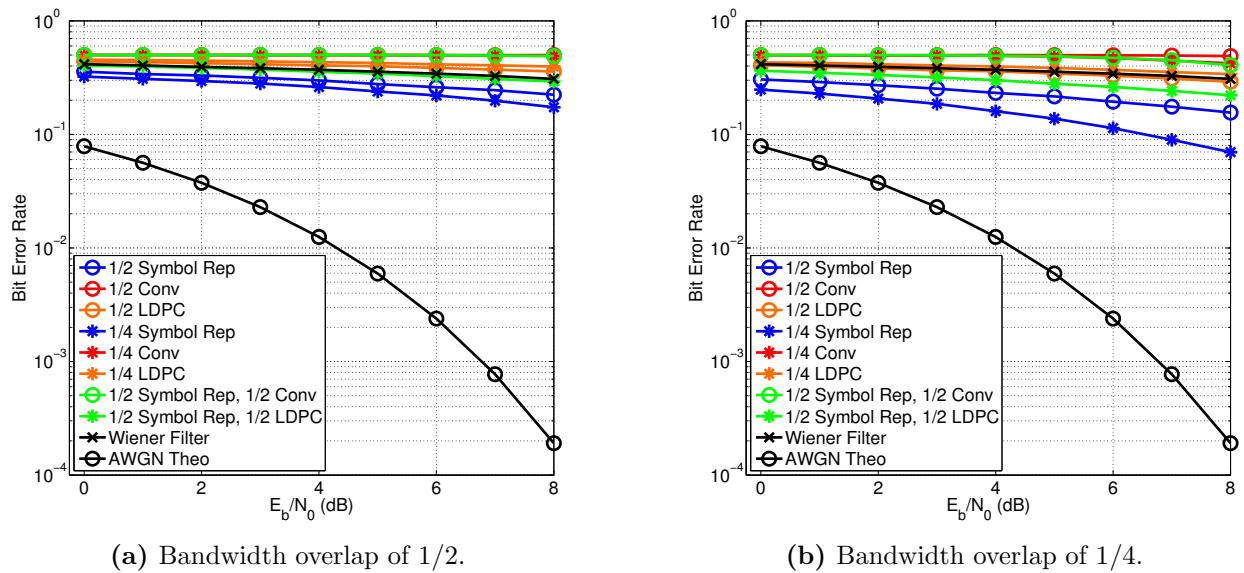 10^0
10^-1
10^-2
10^-3
10^-4
Bit Error Rate
1/2 Symbol Rep
1/2 Conv
1/2 LDPC
1/4 Symbol Rep
1/4 Conv
1/4 LDPC
1/2 Symbol Rep, 1/2 Conv
1/2 Symbol Rep, 1/2 LDPC
Wiener Filter
AWGN Theo
0 2 4 6 8
E_b/N_0 (dB)
(a) Bandwidth overlap of 1/2.
10^0
10^-1
10^-2
10^-3
10^-4
Bit Error Rate
1/2 Symbol Rep
1/2 Conv
1/2 LDPC
1/4 Symbol Rep
1/4 Conv
1/4 LDPC
1/2 Symbol Rep, 1/2 Conv
1/2 Symbol Rep, 1/2 LDPC
Wiener Filter
AWGN Theo
0 2 4 6 8
E_b/N_0 (dB)
(b) Bandwidth overlap of 1/4.